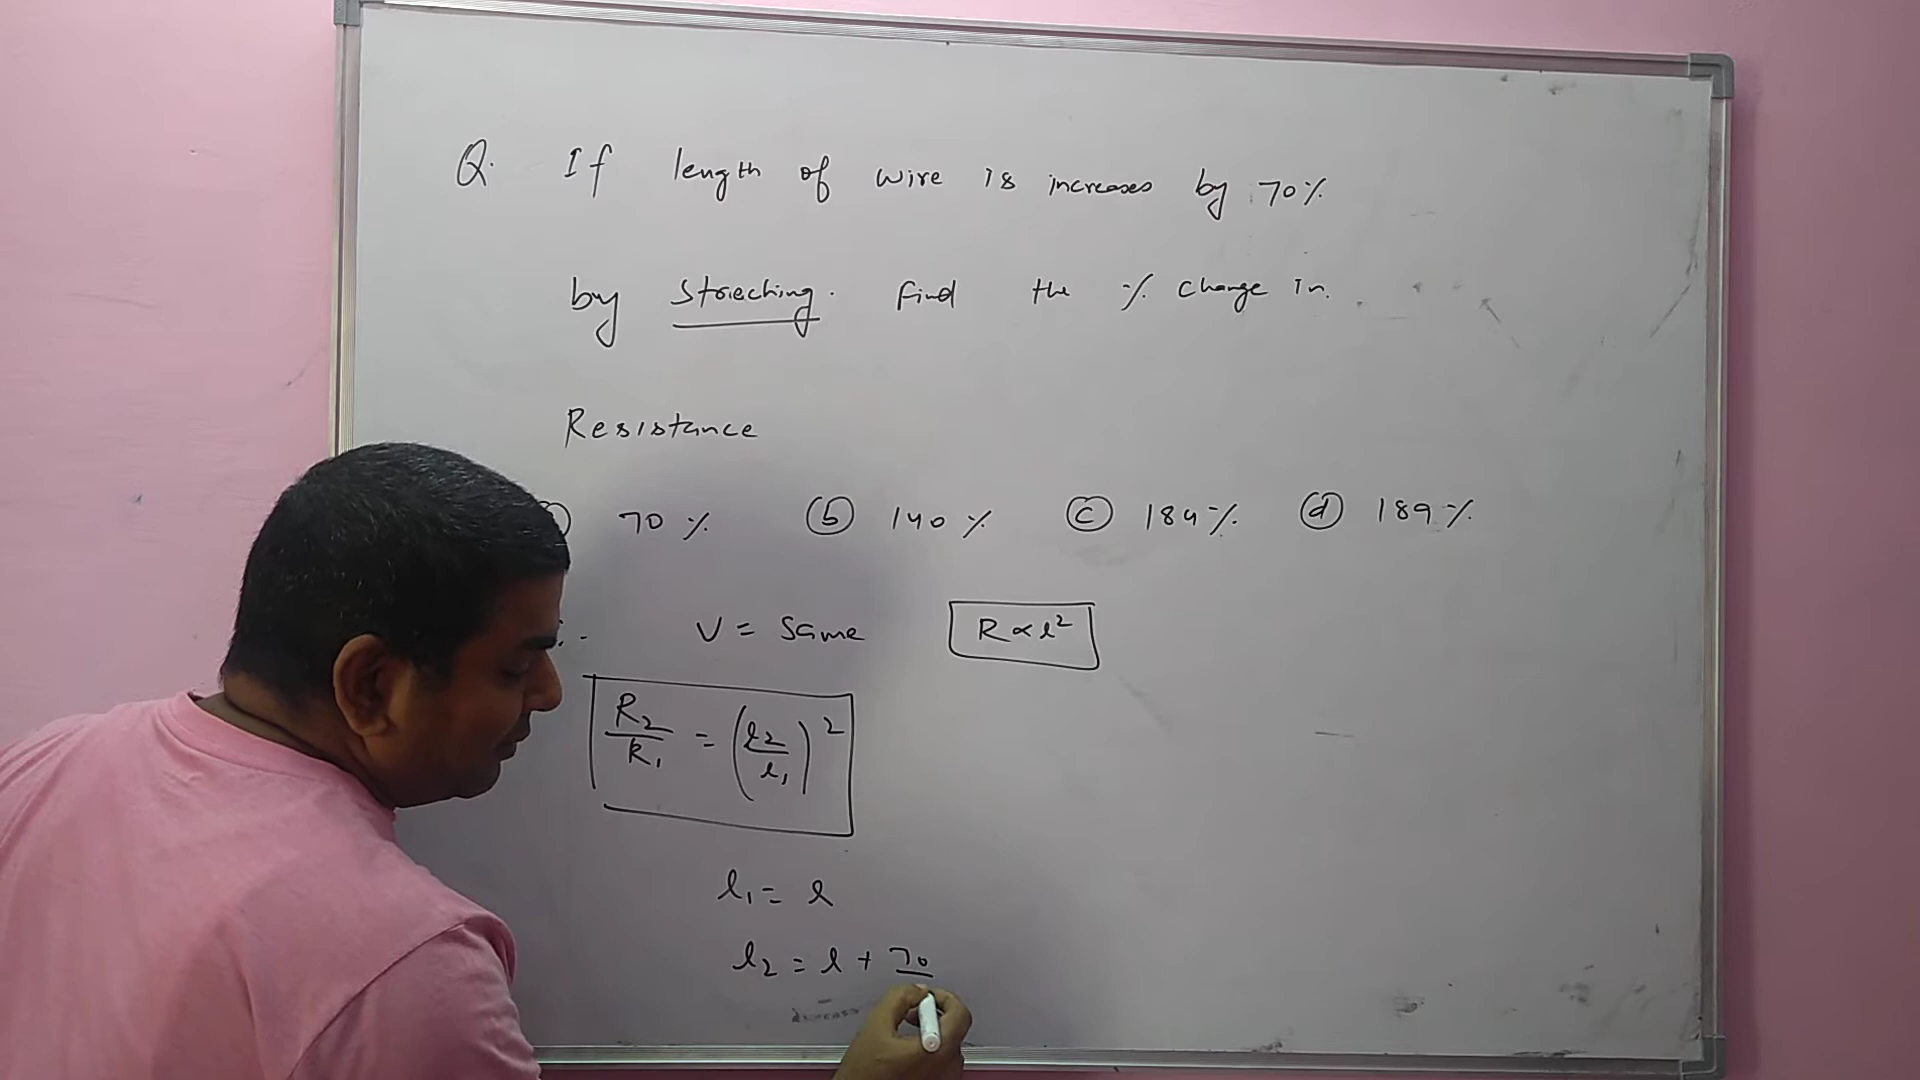 Q. If length of wire is increases by 70%
by streching. find the % change in.
Resistance
70 % (b) 140 % (c) 184 % (d) 189 %
V = Same R ∝ l²
R₂/R₁ = (l₂/l₁)²
l₁ = l
l₂ = l + 70